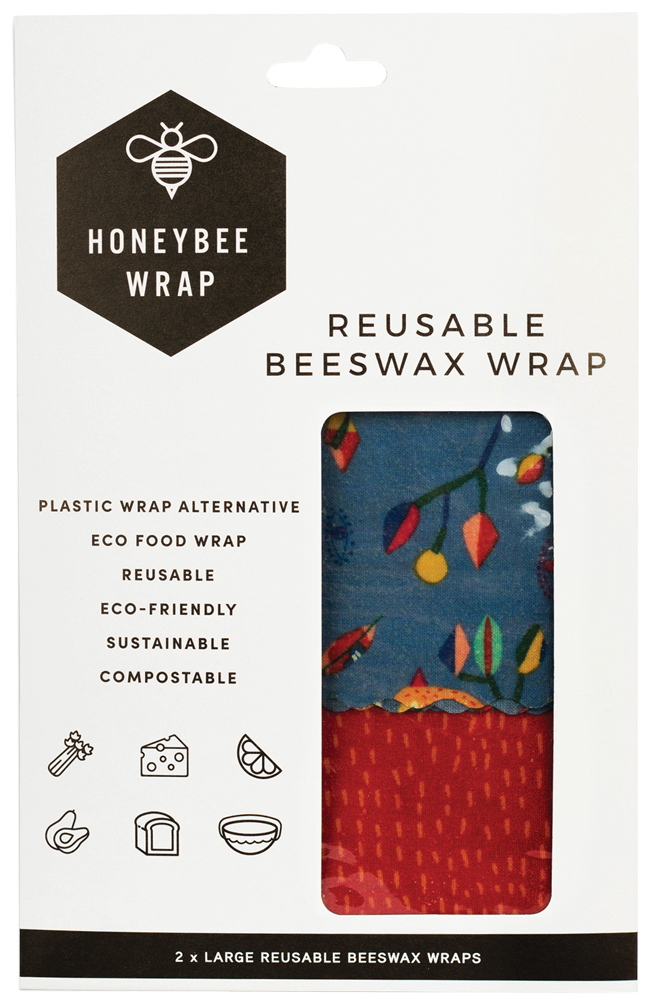 HONEYBEE
WRAP
REUSABLE
BEESWAX WRAP
PLASTIC WRAP ALTERNATIVE
ECO FOOD WRAP
REUSABLE
ECO-FRIENDLY
SUSTAINABLE
COMPOSTABLE
2 x LARGE REUSABLE BEESWAX WRAPS